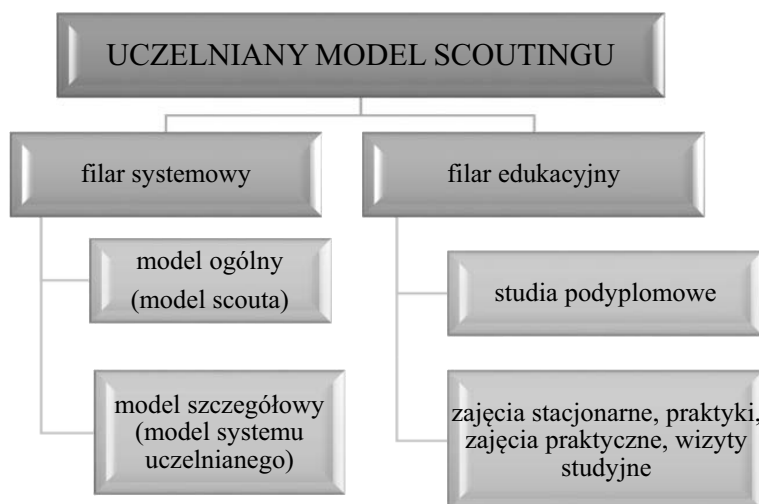 UCZELNIANY MODEL SCOUTINGU
filar systemowy
model ogólny
(model scouta)
model szczegółowy
(model systemu
uczelnianego)
filar edukacyjny
studia podyplomowe
zajęcia stacjonarne, praktyki,
zajęcia praktyczne, wizyty
studyjne